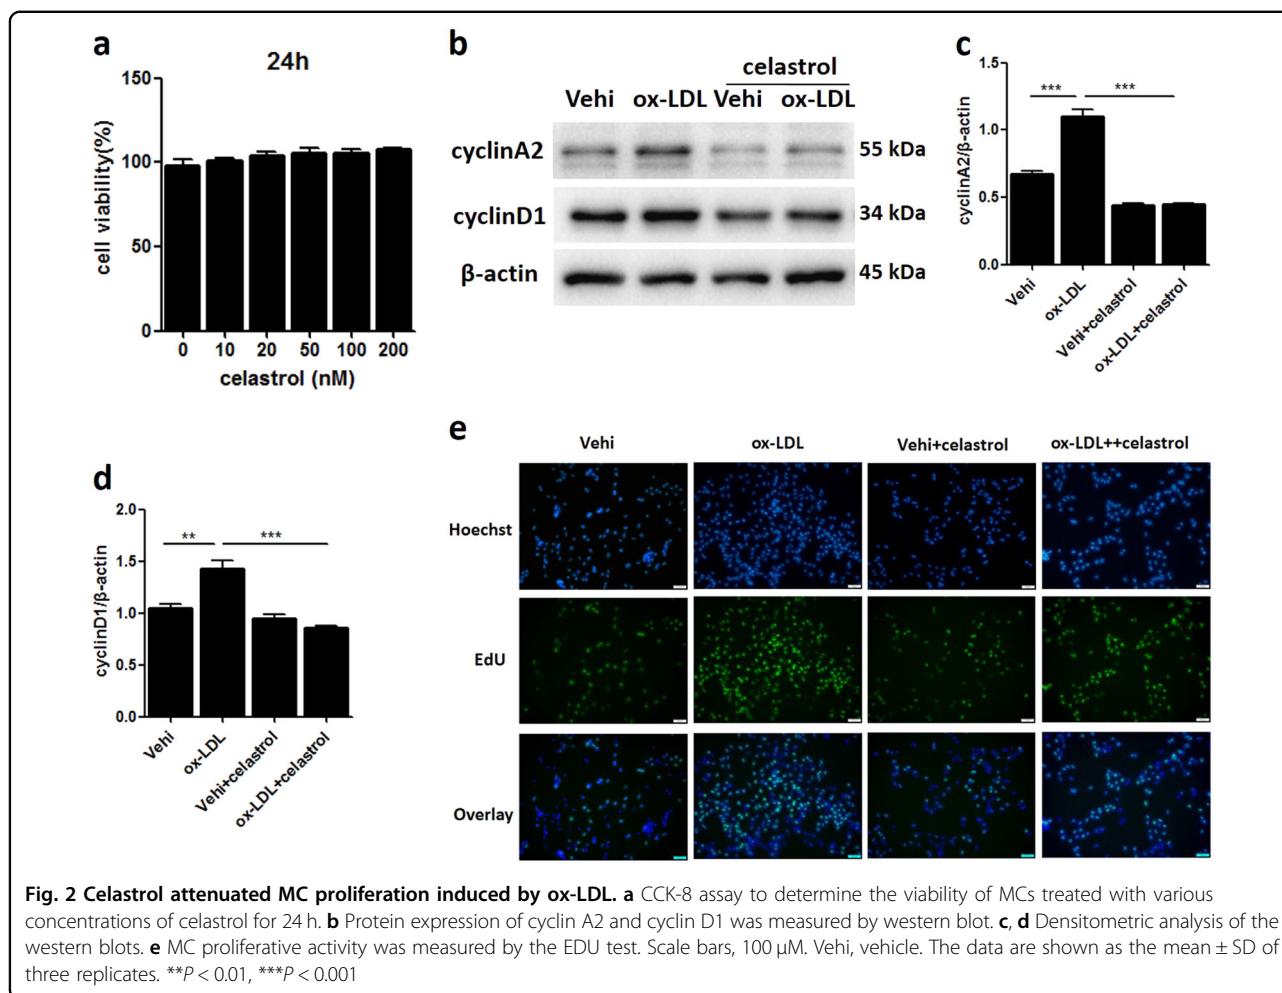 a
24h
150
100
50
0
cell viability(%)
0 10 20 50 100 200
celastrol (nM)
b
celastrol
Vehi ox-LDL Vehi ox-LDL
cyclinA2 55 kDa
cyclinD1 34 kDa
β-actin 45 kDa
c
1.5
1.0
0.5
0.0
cyclinA2/β-actin
*** ***
Vehi
ox-LDL
Vehi+celastrol
ox-LDL+celastrol
d
2.0
1.5
1.0
0.5
0.0
cyclinD1/β-actin
** ***
Vehi
ox-LDL
Vehi+celastrol
ox-LDL+celastrol
e
Vehi ox-LDL Vehi+celastrol ox-LDL++celastrol
Hoechst
EdU
Overlay
Fig. 2 Celastrol attenuated MC proliferation induced by ox-LDL. a CCK-8 assay to determine the viability of MCs treated with various
concentrations of celastrol for 24 h. b Protein expression of cyclin A2 and cyclin D1 was measured by western blot. c, d Densitometric analysis of the
western blots. e MC proliferative activity was measured by the EDU test. Scale bars, 100 μM. Vehi, vehicle. The data are shown as the mean ± SD of
three replicates. **P < 0.01, ***P < 0.001